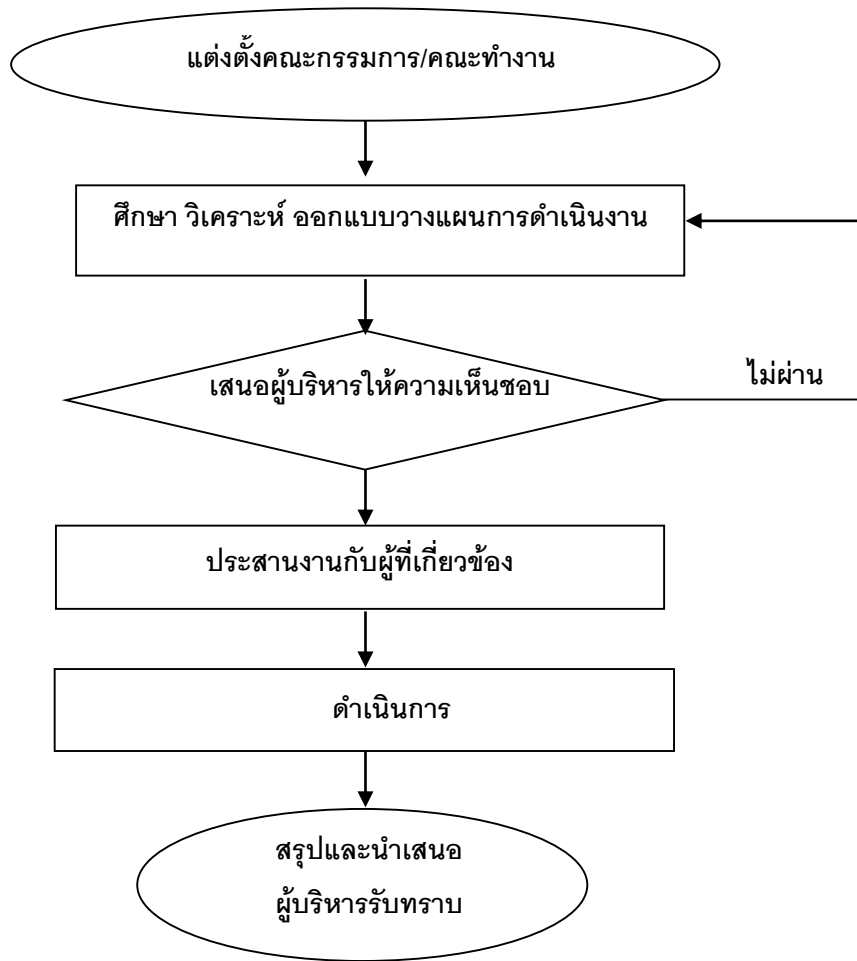 แต่งตั้งคณะกรรมการ/คณะทำงาน
ศึกษา วิเคราะห์ ออกแบบวางแผนการดำเนินงาน
เสนอผู้บริหารให้ความเห็นชอบ
ไม่ผ่าน
ประสานงานกับผู้ที่เกี่ยวข้อง
ดำเนินการ
สรุปและนำเสนอ
ผู้บริหารรับทราบ